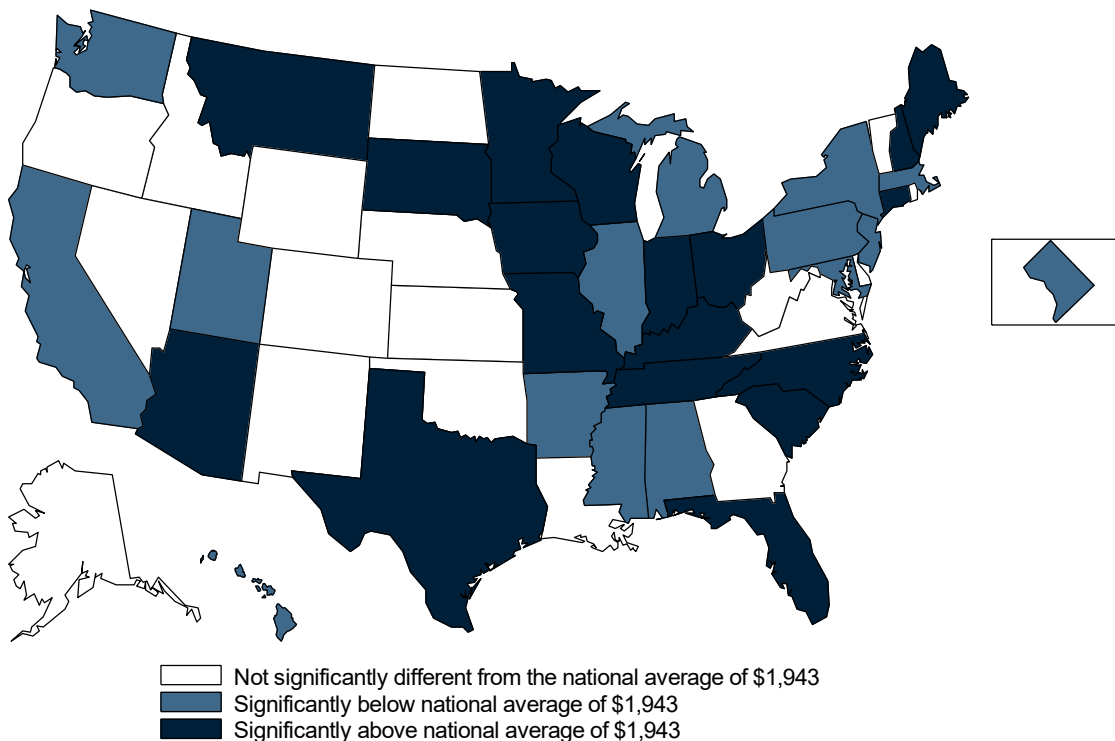 Not significantly different from the national average of $1,943
Significantly below national average of $1,943
Significantly above national average of $1,943